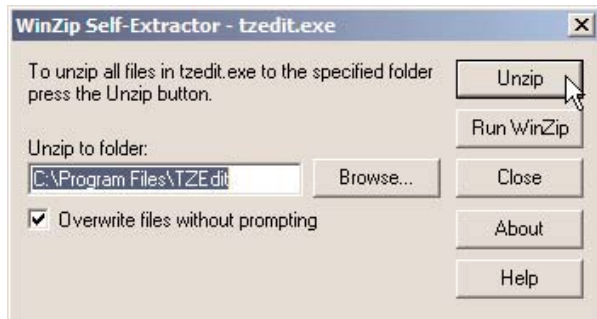 WinZip Self-Extractor - tzedit.exe
To unzip all files in tzedit.exe to the specified folder
press the Unzip button.
Unzip to folder:
C:\Program Files\TZEdit
Browse...
Overwrite files without prompting
Unzip
Run WinZip
Close
About
Help